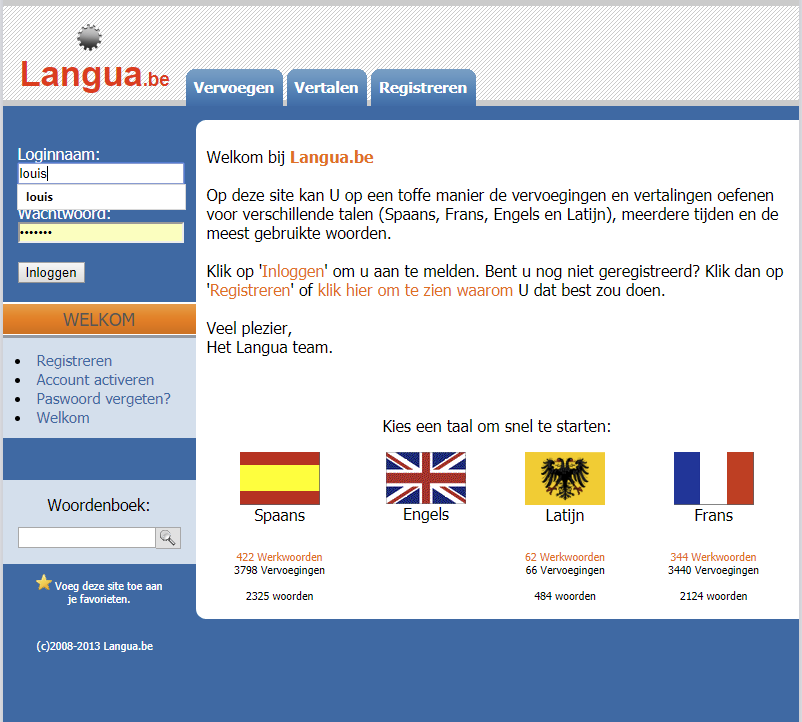 Langua.be
Vervoegen
Vertalen
Registreren
Loginnaam:
louis
louis
Wachtwoord:
•••••••
Inloggen
WELKOM
• Registreren
• Account activeren
• Paswoord vergeten?
• Welkom
Woordenboek:
Voeg deze site toe aan
je favorieten.
(c)2008-2013 Langua.be
Welkom bij Langua.be
Op deze site kan U op een toffe manier de vervoegingen en vertalingen oefenen
voor verschillende talen (Spaans, Frans, Engels en Latijn), meerdere tijden en de
meest gebruikte woorden.
Klik op 'Inloggen' om u aan te melden. Bent u nog niet geregistreerd? Klik dan op
'Registreren' of klik hier om te zien waarom U dat best zou doen.
Veel plezier,
Het Langua team.
Kies een taal om snel te starten:
Spaans
422 Werkwoorden
3798 Vervoegingen
2325 woorden
Engels
Latijn
62 Werkwoorden
66 Vervoegingen
484 woorden
Frans
344 Werkwoorden
3440 Vervoegingen
2124 woorden